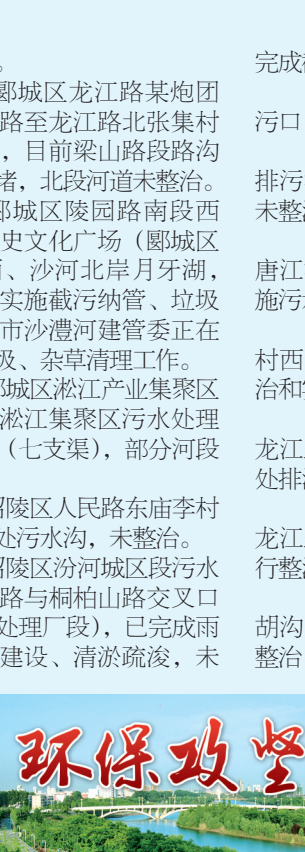 。
郾城区龙江路某炮团
路至龙江路北张集村
，目前梁山路段路沟
堵，北段河道未整治。
郾城区陵园路南段西
史文化广场（郾城区
、沙河北岸月牙湖，
实施截污纳管、垃圾
市沙澧河建管委正在
圾、杂草清理工作。
郾城区淞江产业集聚区
淞江集聚区污水处理
（七支渠），部分河段
召陵区人民路东庙李村
处污水沟，未整治。
召陵区汾河城区段污水
路与桐柏山路交叉口
处理厂段），已完成雨
建设、清淤疏浚，未
完成
污口
排污
未整
唐江
施污
村西
治和
龙江
处排
龙江
行整
胡沟
整治
环保攻坚